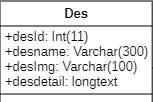 Des
+desId: Int(11)
+desname: Varchar(300)
+desImg: Varchar(100)
+desdetail: longtext